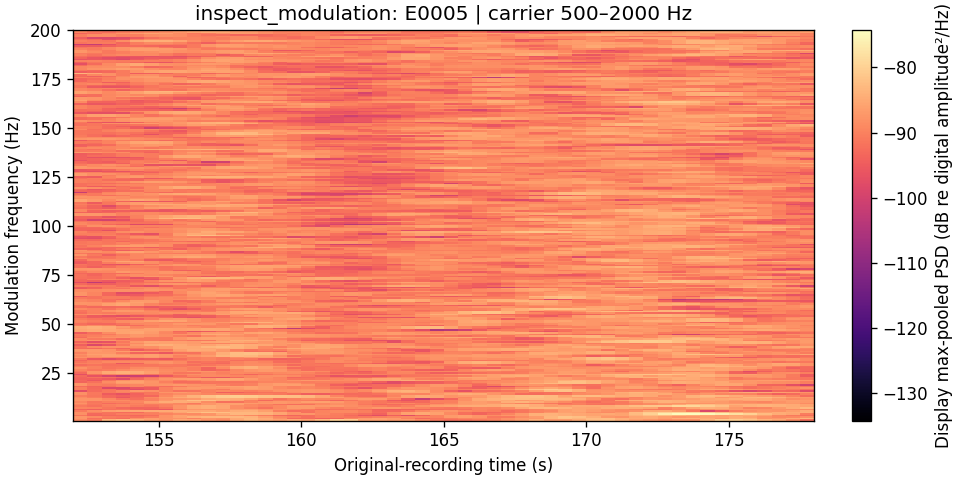 inspect_modulation: E0005 | carrier 500–2000 Hz
200
175
150
125
100
75
50
25
Modulation frequency (Hz)
155 160 165 170 175
Original-recording time (s)
−80
−90
−100
−110
−120
−130
Display max-pooled PSD (dB re digital amplitude²/Hz)